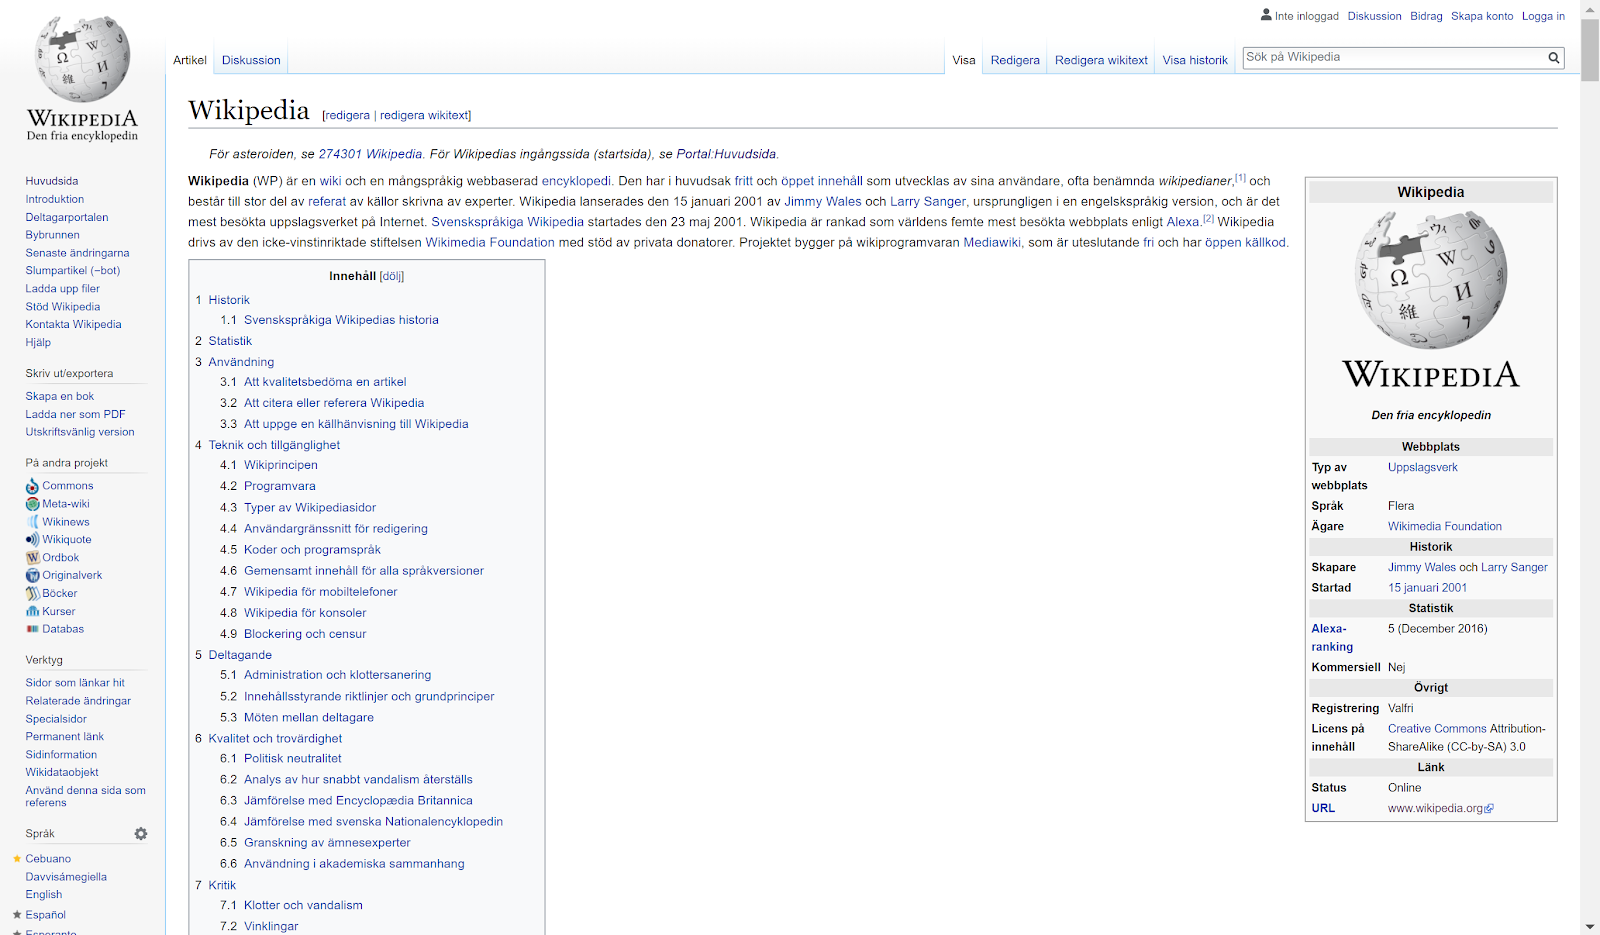 Inte inloggad Diskussion Bidrag Skapa konto Logga in
Artikel Diskussion
Visa Redigera Redigera wikitext Visa historik Sök på Wikipedia
WIKIPEDIA
Den fria encyklopedin
Huvudsida
Introduktion
Deltagarportalen
Bybrunnen
Senaste ändringarna
Slumpartikel (−bot)
Ladda upp filer
Stöd Wikipedia
Kontakta Wikipedia
Hjälp
Skriv ut/exportera
Skapa en bok
Ladda ner som PDF
Utskriftsvänlig version
På andra projekt
Commons
Meta-wiki
Wikinews
Wikiquote
Ordbok
Originalverk
Böcker
Kurser
Databas
Verktyg
Sidor som länkar hit
Relaterade ändringar
Specialsidor
Permanent länk
Sidinformation
Wikidataobjekt
Använd denna sida som
referens
Språk
Cebuano
Davvisámegiella
English
Español
Esperanto
Wikipedia [redigera | redigera wikitext]
För asteroiden, se 274301 Wikipedia. För Wikipedias ingångssida (startsida), se Portal:Huvudsida.
Wikipedia (WP) är en wiki och en mångspråkig webbaserad encyklopedi. Den har i huvudsak fritt och öppet innehåll som utvecklas av sina användare, ofta benämnda wikipedianer,[1] och
består till stor del av referat av källor skrivna av experter. Wikipedia lanserades den 15 januari 2001 av Jimmy Wales och Larry Sanger, ursprungligen i en engelskspråkig version, och är det
mest besökta uppslagsverket på Internet. Svenskspråkiga Wikipedia startades den 23 maj 2001. Wikipedia är rankad som världens femte mest besökta webbplats enligt Alexa.[2] Wikipedia
drivs av den icke-vinstinriktade stiftelsen Wikimedia Foundation med stöd av privata donatorer. Projektet bygger på wikiprogramvaran Mediawiki, som är uteslutande fri och har öppen källkod.
Innehåll [dölj]
1 Historik
1.1 Svenskspråkiga Wikipedias historia
2 Statistik
3 Användning
3.1 Att kvalitetsbedöma en artikel
3.2 Att citera eller referera Wikipedia
3.3 Att uppge en källhänvisning till Wikipedia
4 Teknik och tillgänglighet
4.1 Wikiprincipen
4.2 Programvara
4.3 Typer av Wikipediasidor
4.4 Användargränssnitt för redigering
4.5 Koder och programspråk
4.6 Gemensamt innehåll för alla språkversioner
4.7 Wikipedia för mobiltelefoner
4.8 Wikipedia för konsoler
4.9 Blockering och censur
5 Deltagande
5.1 Administration och klottersanering
5.2 Innehållsstyrande riktlinjer och grundprinciper
5.3 Möten mellan deltagare
6 Kvalitet och trovärdighet
6.1 Politisk neutralitet
6.2 Analys av hur snabbt vandalism återställs
6.3 Jämförelse med Encyclopædia Britannica
6.4 Jämförelse med svenska Nationalencyklopedin
6.5 Granskning av ämnesexperter
6.6 Användning i akademiska sammanhang
7 Kritik
7.1 Klotter och vandalism
7.2 Vinklingar
Wikipedia
Ω W И 維 7
WIKIPEDIA
Den fria encyklopedin
Webbplats
Typ av Uppslagsverk
webbplats
Språk Flera
Ägare Wikimedia Foundation
Historik
Skapare Jimmy Wales och Larry Sanger
Startad 15 januari 2001
Statistik
Alexa- 5 (December 2016)
ranking
Kommersiell Nej
Övrigt
Registrering Valfri
Licens på Creative Commons Attribution-
innehåll ShareAlike (CC-by-SA) 3.0
Länk
Status Online
URL www.wikipedia.org